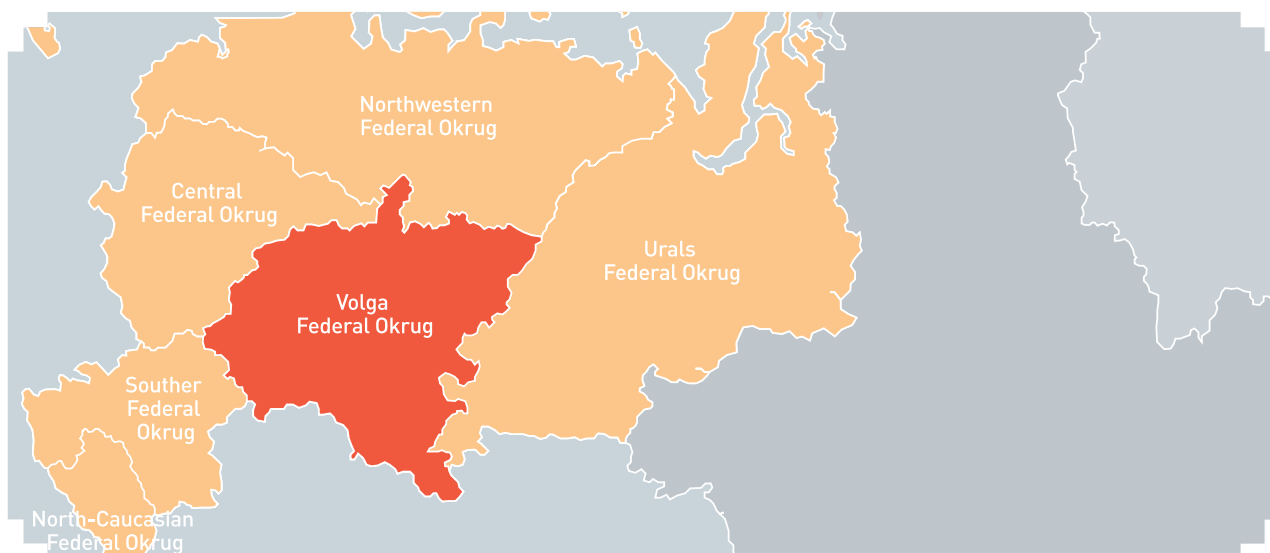 Northwestern
Federal Okrug
Central
Federal Okrug
Urals
Federal Okrug
Volga
Federal Okrug
Souther
Federal
Okrug
North-Caucasian
Federal Okrug